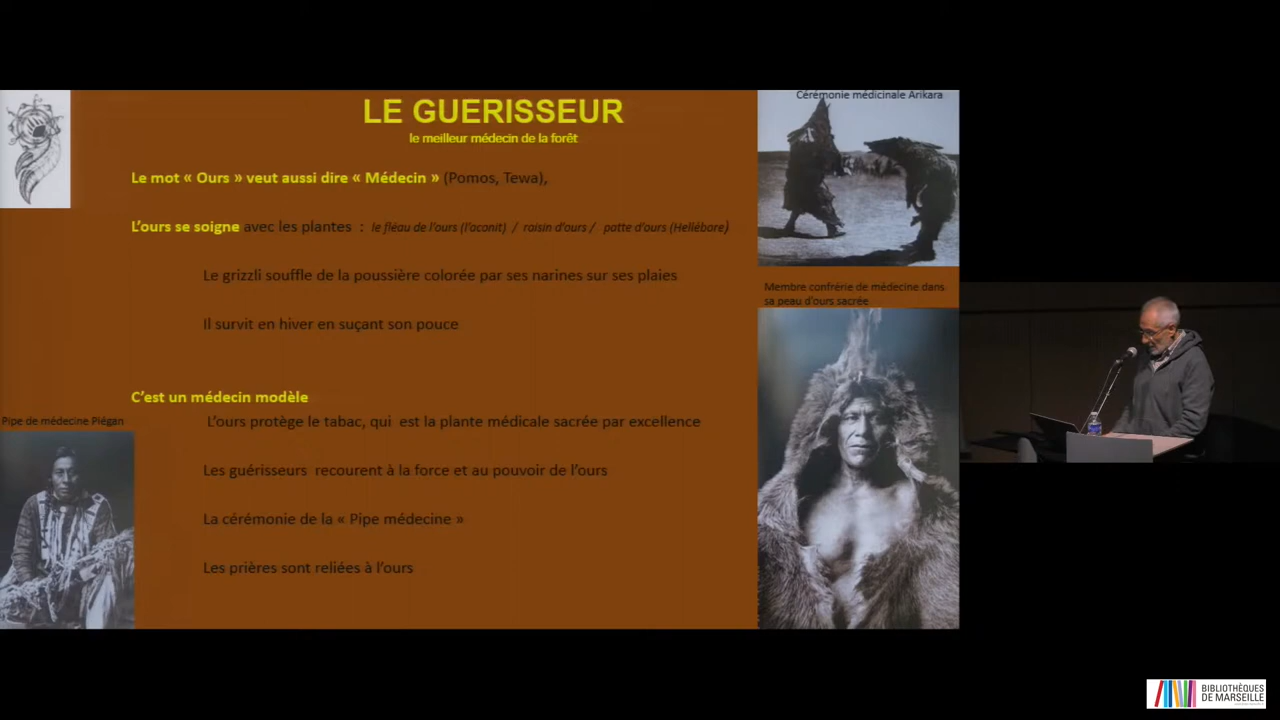 LE GUERISSEUR
le meilleur médecin de la forêt
Le mot « Ours » veut aussi dire « Médecin » (Pomos, Tewa),
L'ours se soigne avec les plantes : le fléau de l'ours (l'aconit) / raisin d'ours / patte d'ours (Hellébore)
Le grizzli souffle de la poussière colorée par ses narines sur ses plaies
Il survit en hiver en suçant son pouce
C'est un médecin modèle
L'ours protège le tabac, qui est la plante médicale sacrée par excellence
Les guérisseurs recourent à la force et au pouvoir de l'ours
La cérémonie de la « Pipe médecine »
Les prières sont reliées à l'ours
Pipe de médecine Piégan
Cérémonie médicinale Arikara
Membre confrérie de médecine dans
sa peau d'ours sacrée
BIBLIOTHÈQUES
DE MARSEILLE